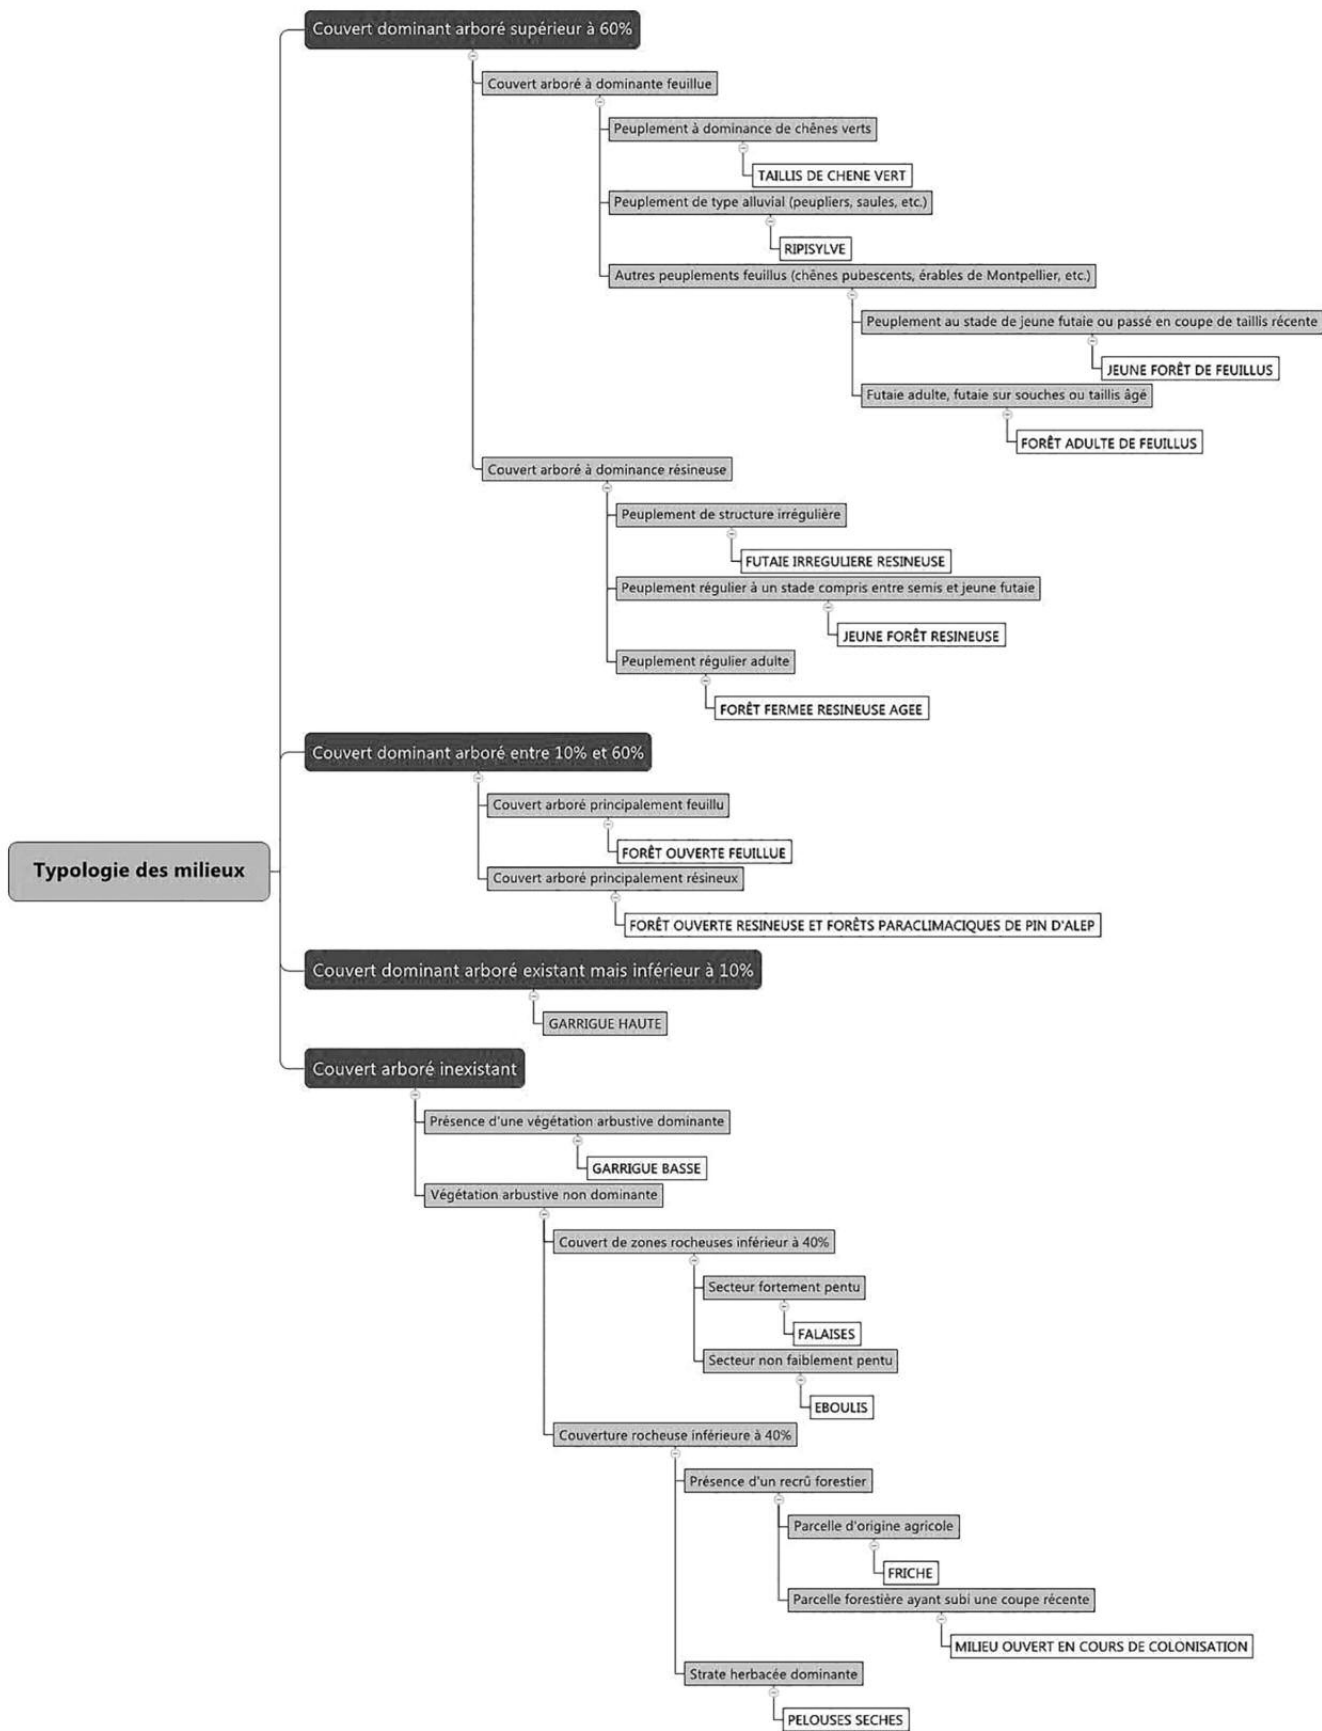 Couvert dominant arboré supérieur à 60%
Couvert arboré à dominante feuillue
Peuplement à dominance de chênes verts
TAILLIS DE CHENE VERT
Peuplement de type alluvial (peupliers, saules, etc.)
RIPISYLVE
Autres peuplements feuillus (chênes pubescents, érables de Montpellier, etc.)
Peuplement au stade de jeune futaie ou passé en coupe de taillis récente
JEUNE FORÊT DE FEUILLUS
Futaie adulte, futaie sur souches ou taillis âgé
FORÊT ADULTE DE FEUILLUS
Couvert arboré à dominance résineuse
Peuplement de structure irrégulière
FUTAIE IRREGULIERE RESINEUSE
Peuplement régulier à un stade compris entre semis et jeune futaie
JEUNE FORÊT RESINEUSE
Peuplement régulier adulte
FORÊT FERMEE RESINEUSE AGEE
Couvert dominant arboré entre 10% et 60%
Couvert arboré principalement feuillu
FORÊT OUVERTE FEUILLUE
Typologie des milieux
Couvert arboré principalement résineux
FORÊT OUVERTE RESINEUSE ET FORÊTS PARACLIMACIQUES DE PIN D'ALEP
Couvert dominant arboré existant mais inférieur à 10%
GARRIGUE HAUTE
Couvert arboré inexistant
Présence d'une végétation arbustive dominante
GARRIGUE BASSE
Végétation arbustive non dominante
Couvert de zones rocheuses inférieur à 40%
Secteur fortement pentu
FALAISES
Secteur non faiblement pentu
EBOULIS
Couverture rocheuse inférieure à 40%
Présence d'un recrû forestier
Parcelle d'origine agricole
FRICHE
Parcelle forestière ayant subi une coupe récente
MILIEU OUVERT EN COURS DE COLONISATION
Strate herbacée dominante
PELOUSES SECHES